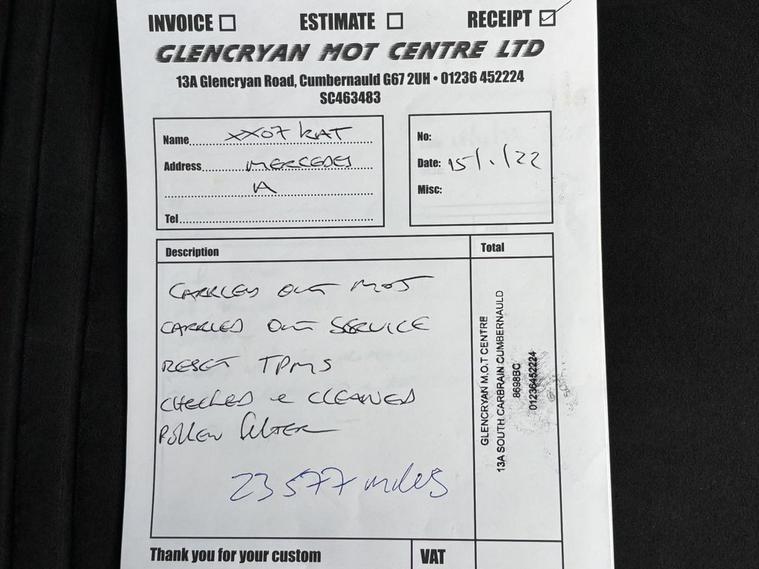 INVOICE ESTIMATE RECEIPT
GLENCRYAN MOT CENTRE LTD
13A Glencryan Road, Cumbernauld G67 2UH • 01236 452224
SC463483
Name XX07 KAT
Address MERCEDES
A
Tel
No:
Date: 15/1/22
Misc:
Description
Total
CARRIED OUT MOT
CARRIED OUT SERVICE
RESET TPMS
CHECKED & CLEANED
POLLEN FILTER
23577 miles
GLENCRYAN M.O.T CENTRE
13A SOUTH CARBRAIN CUMBERNAULD
8698BC
01236452224
Thank you for your custom
VAT